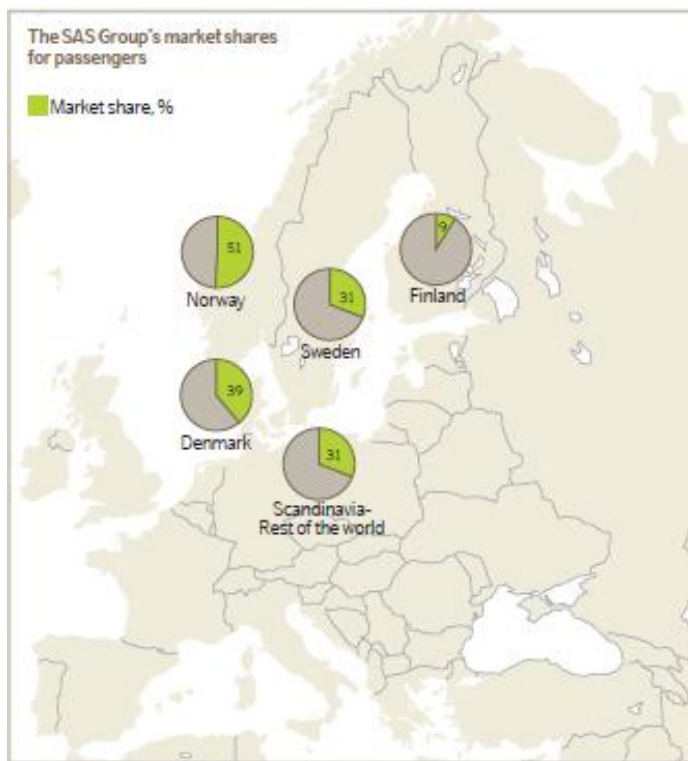 The SAS Group's market shares
for passengers
Market share, %
51
Norway
9
Finland
31
Sweden
39
Denmark
31
Scandinavia-
Rest of the world